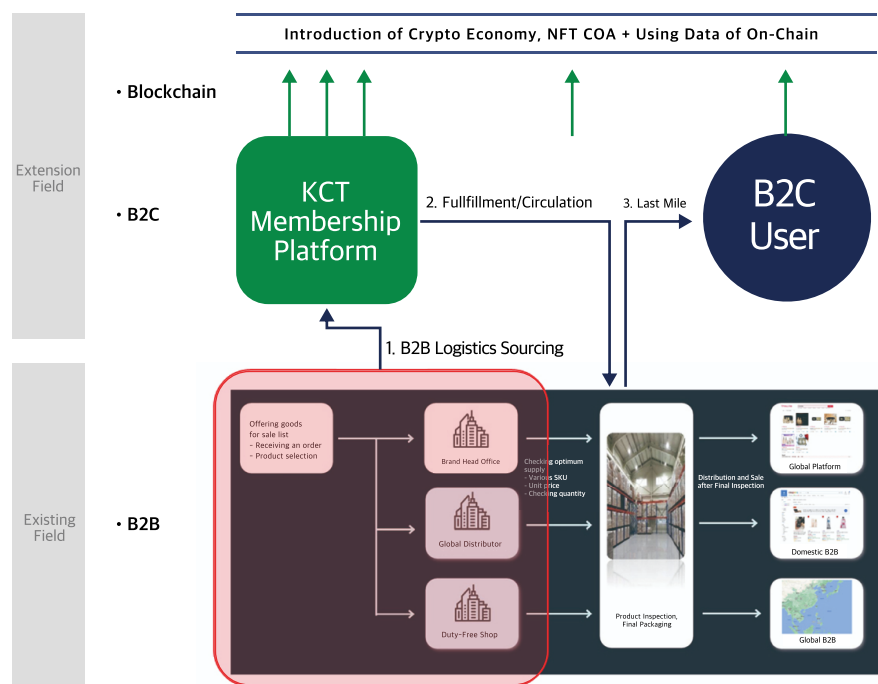 Introduction of Crypto Economy, NFT COA + Using Data of On-Chain
• Blockchain
Extension
Field
• B2C
KCT
Membership
Platform
2. Fullfillment/Circulation
3. Last Mile
B2C
User
1. B2B Logistics Sourcing
Existing
Field
• B2B
Offering goods
for sale list
- Receiving an order
- Product selection
Brand Head Office
Global Distributor
Duty-Free Shop
Checking optimum
supply
- Various SKU
- Unit price
- Checking quantity
Product Inspection,
Final Packaging
Distribution and Sale
after Final Inspection
Global Platform
Domestic B2B
Global B2B